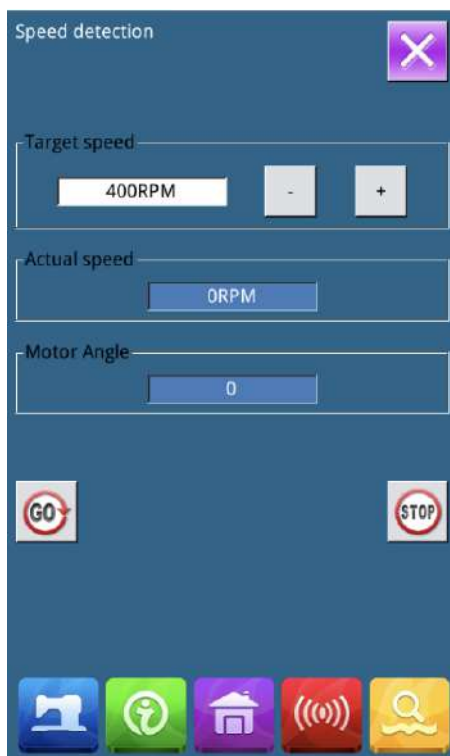 Speed detection
Target speed
400RPM
-
+
Actual speed
0RPM
Motor Angle
0
GO
STOP